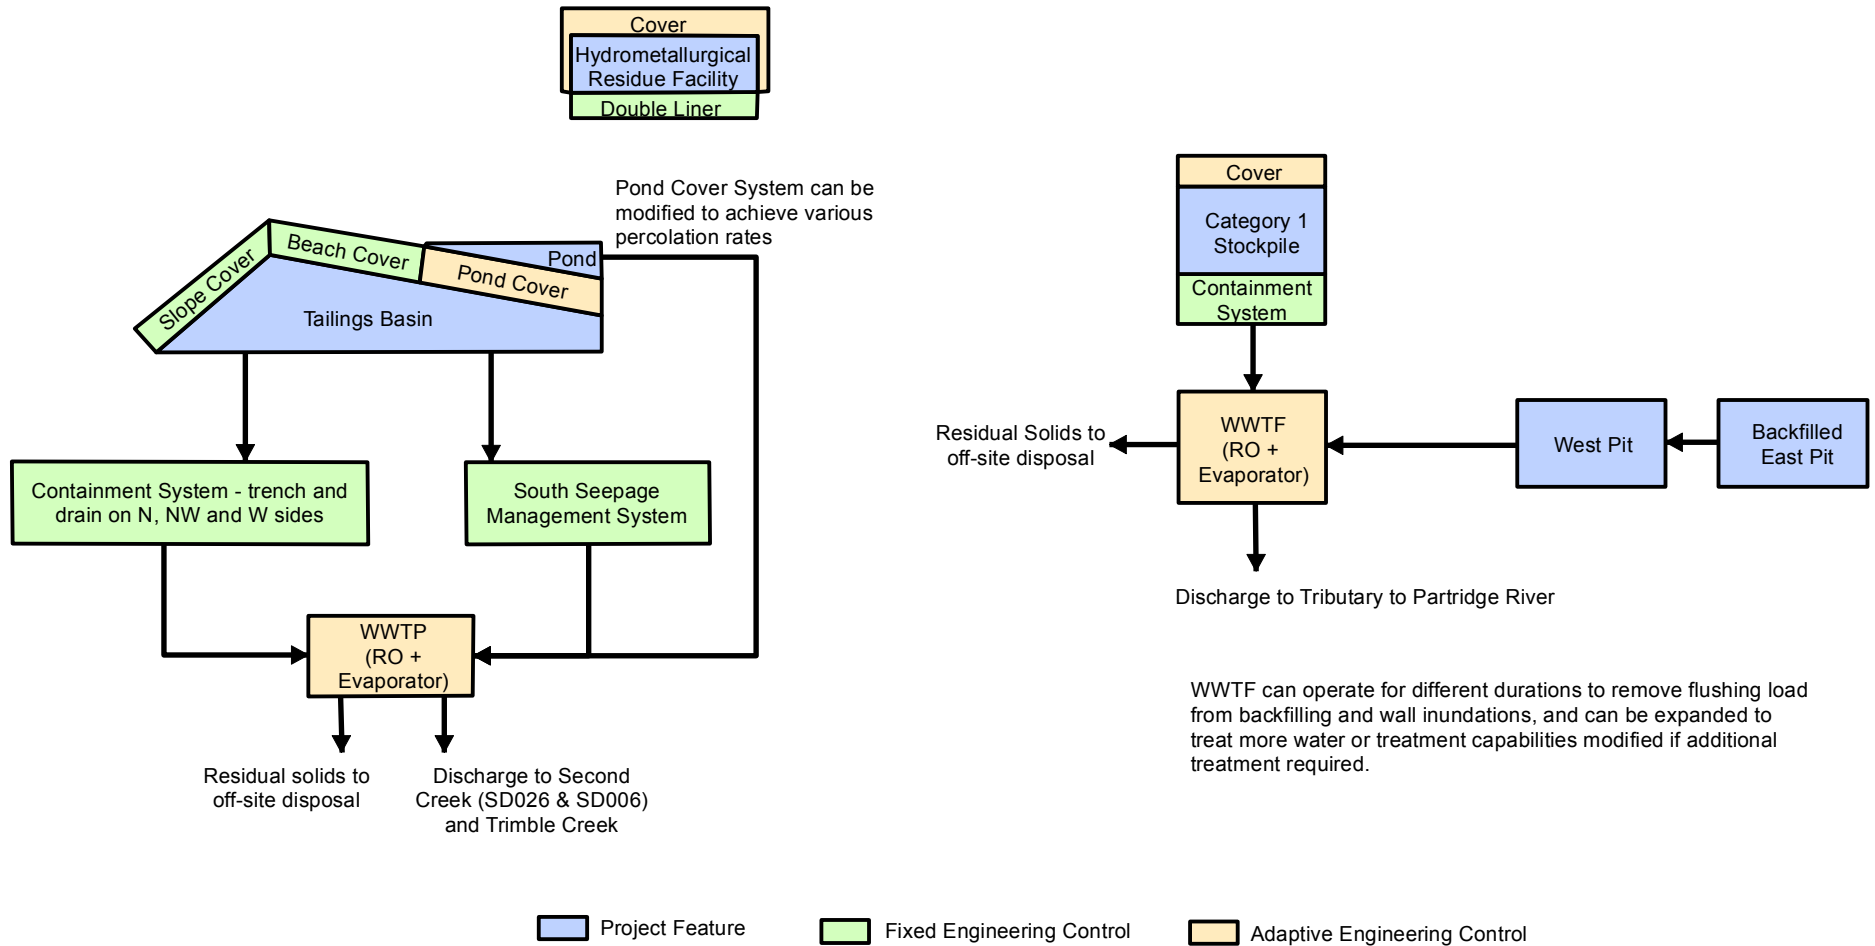 Cover
Hydrometallurgical
Residue Facility
Double Liner
Pond Cover System can be
modified to achieve various
percolation rates
Slope Cover
Beach Cover
Pond
Pond Cover
Tailings Basin
Containment System - trench and
drain on N, NW and W sides
South Seepage
Management System
WWTP
(RO +
Evaporator)
Residual solids to
off-site disposal
Discharge to Second
Creek (SD026 & SD006)
and Trimble Creek
Cover
Category 1
Stockpile
Containment
System
Residual Solids to
off-site disposal
WWTF
(RO +
Evaporator)
West Pit
Backfilled
East Pit
Discharge to Tributary to Partridge River
WWTF can operate for different durations to remove flushing load
from backfilling and wall inundations, and can be expanded to
treat more water or treatment capabilities modified if additional
treatment required.
Project Feature
Fixed Engineering Control
Adaptive Engineering Control